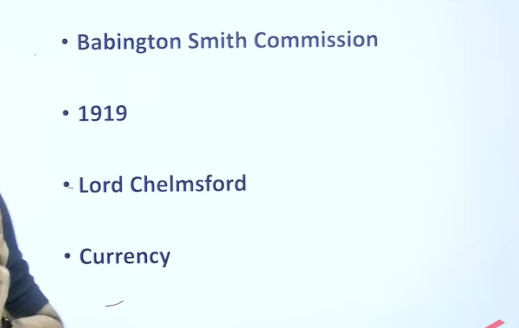 • Babington Smith Commission
• 1919
• Lord Chelmsford
• Currency